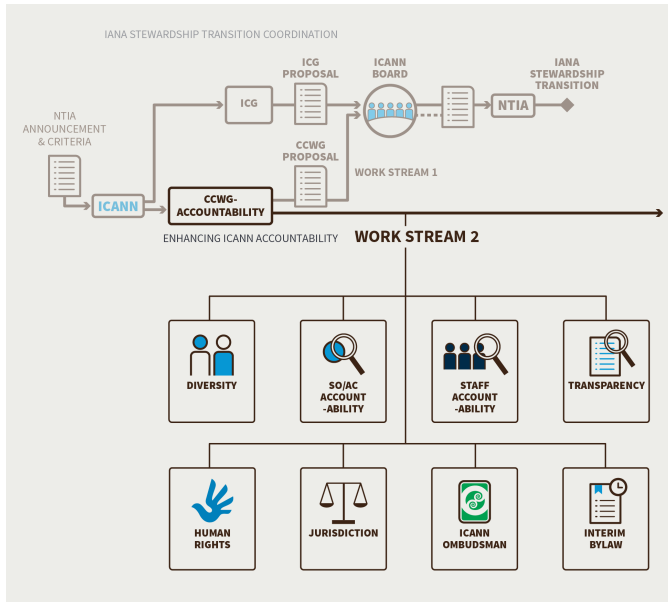 IANA STEWARDSHIP TRANSITION COORDINATION
ICG
PROPOSAL
ICANN
BOARD
IANA
STEWARDSHIP
TRANSITION
ICG
NTIA
NTIA
ANNOUNCEMENT
& CRITERIA
CCWG
PROPOSAL
WORK STREAM 1
ICANN
CCWG-
ACCOUNTABILITY
ENHANCING ICANN ACCOUNTABILITY
WORK STREAM 2
DIVERSITY
SO/AC
ACCOUNT
-ABILITY
STAFF
ACCOUNT
-ABILITY
TRANSPARENCY
HUMAN
RIGHTS
JURISDICTION
ICANN
OMBUDSMAN
INTERIM
BYLAW